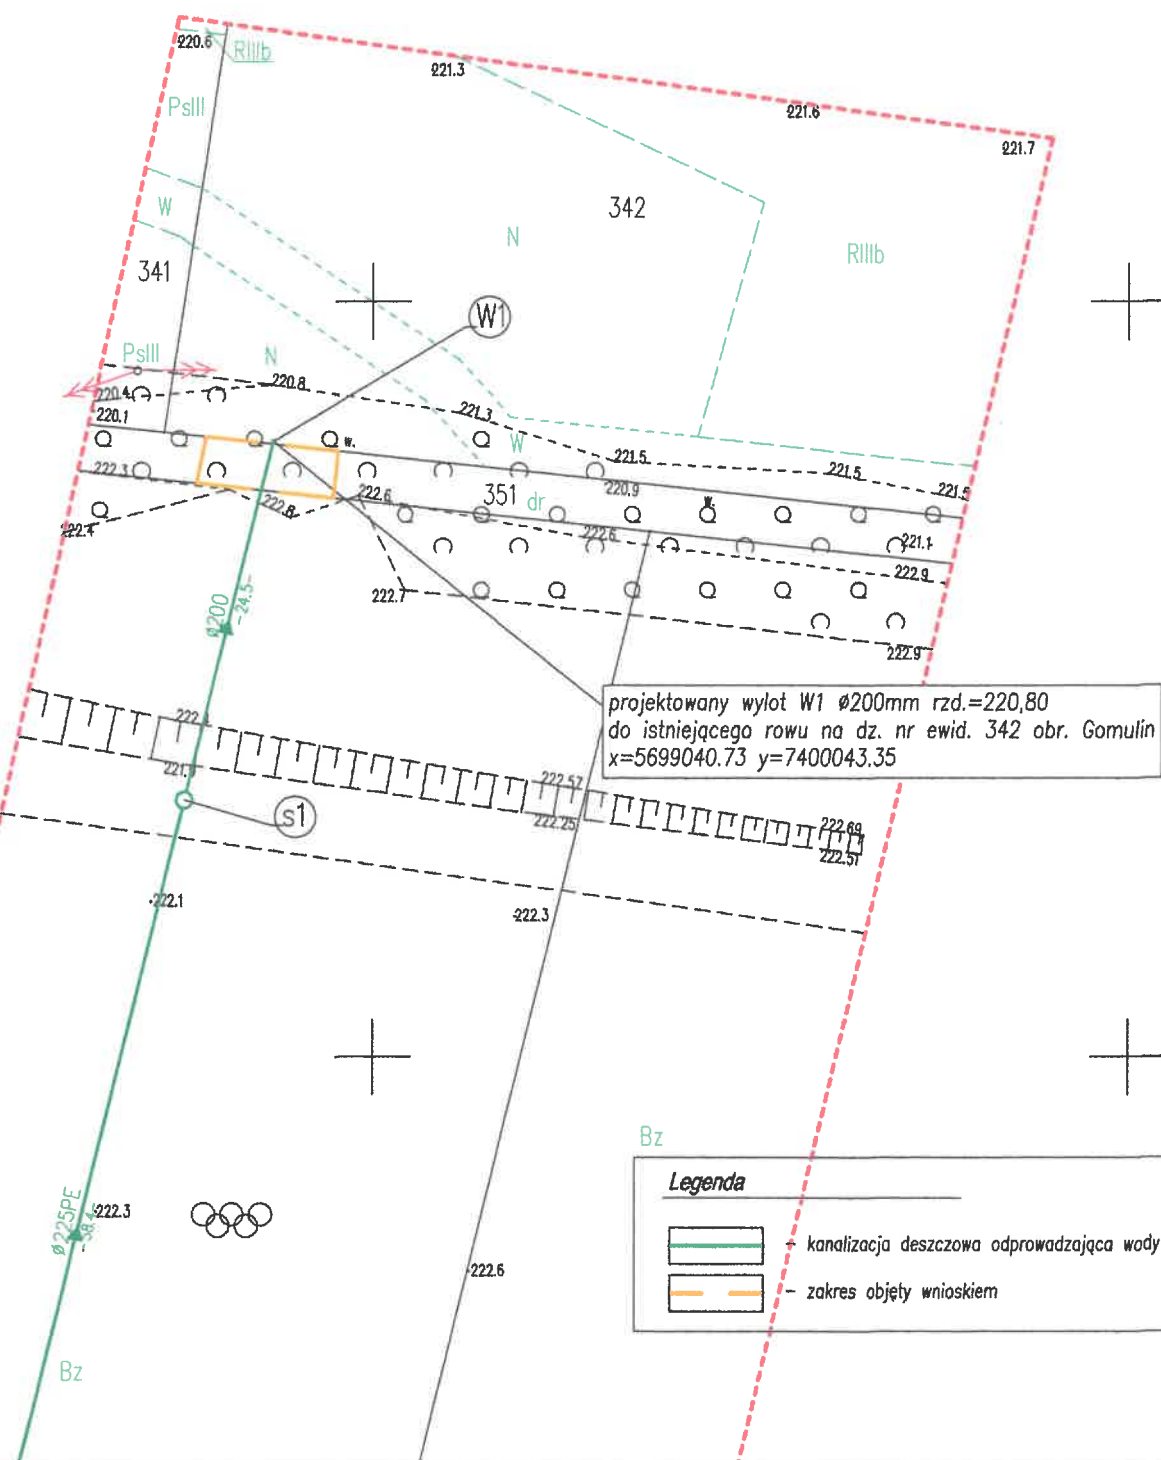 220.6
RIIIb
221.3
221.6
221.7
PsIII
W
342
N
RIIIb
341
W1
PsIII
N
220.8
220.4
220.1
221.3
w.
W
221.5
221.5
221.5
222.3
222.6
351
dr
220.9
w.
222.8
222.4
222.6
221.1
222.9
222.7
222.9
ø200
-24.5-
projektowany wylot W1 ø200mm rzd.=220,80
do istniejącego rowu na dz. nr ewid. 342 obr. Gomulin
x=5699040.73 y=7400043.35
222.57
222.25
222.69
222.51
s1
222.1
222.3
Bz
ø225PE
222.3
222.6
Legenda
- kanalizacja deszczowa odprowadzająca wody
- zakres objęty wnioskiem
Bz